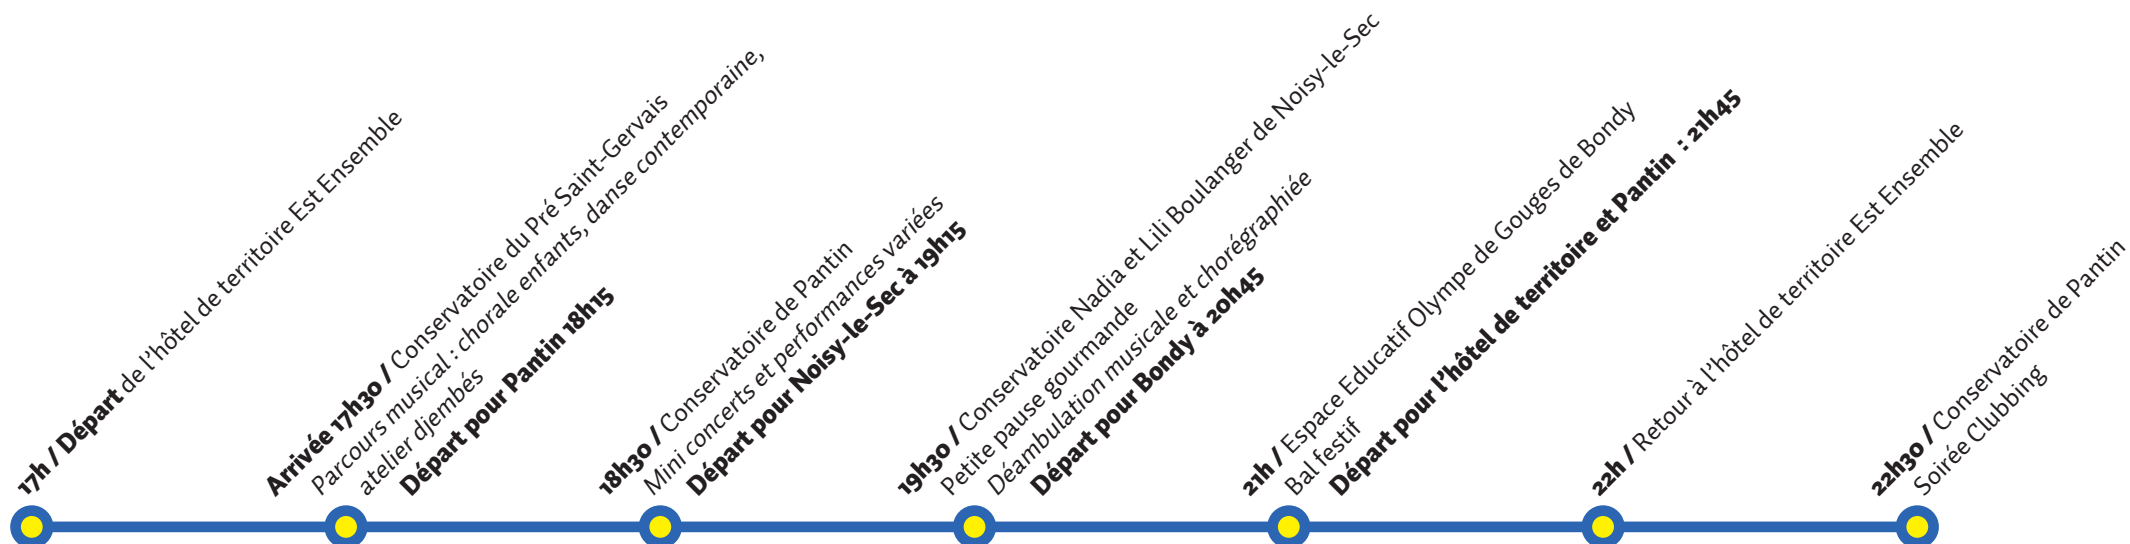 17h / Départ de l'hôtel de territoire Est Ensemble
Arrivée 17h30 / Conservatoire du Pré Saint-Gervais
Parcours musical : chorale enfants, danse contemporaine,
atelier djembés
Départ pour Pantin 18h15
18h30 / Conservatoire de Pantin
Mini concerts et performances variées
Départ pour Noisy-le-Sec à 19h15
19h30 / Conservatoire Nadia et Lili Boulanger de Noisy-le-Sec
Petite pause gourmande
Déambulation musicale et chorégraphiée
Départ pour Bondy à 20h45
21h / Espace Educatif Olympe de Gouges de Bondy
Bal festif
Départ pour l'hôtel de territoire et Pantin : 21h45
22h / Retour à l'hôtel de territoire Est Ensemble
22h30 / Conservatoire de Pantin
Soirée Clubbing